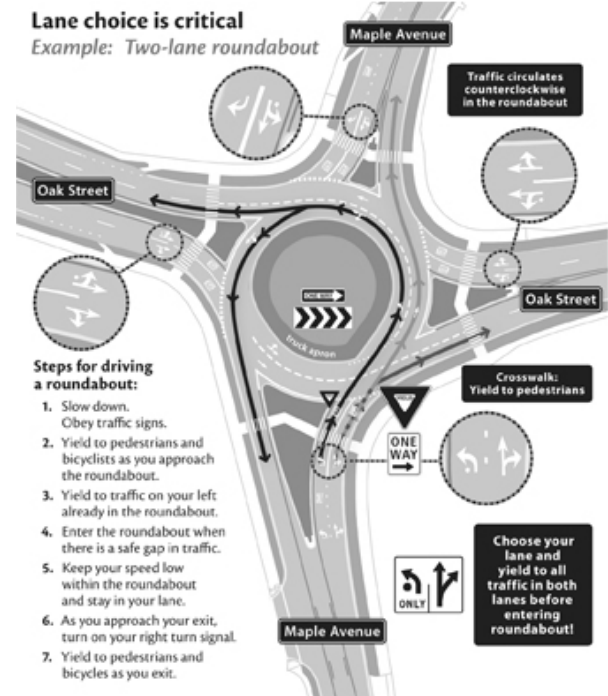 Lane choice is critical
Example: Two-lane roundabout
Maple Avenue
Traffic circulates
counterclockwise
in the roundabout
Oak Street
Oak Street
ONE WAY
truck apron
Steps for driving
a roundabout:
1. Slow down.
Obey traffic signs.
2. Yield to pedestrians and
bicyclists as you approach
the roundabout.
3. Yield to traffic on your left
already in the roundabout.
4. Enter the roundabout when
there is a safe gap in traffic.
5. Keep your speed low
within the roundabout
and stay in your lane.
6. As you approach your exit,
turn on your right turn signal.
7. Yield to pedestrians and
bicycles as you exit.
Crosswalk:
Yield to pedestrians
YIELD
ONE
WAY
ONLY
Choose your
lane and
yield to all
traffic in both
lanes before
entering
roundabout!
Maple Avenue